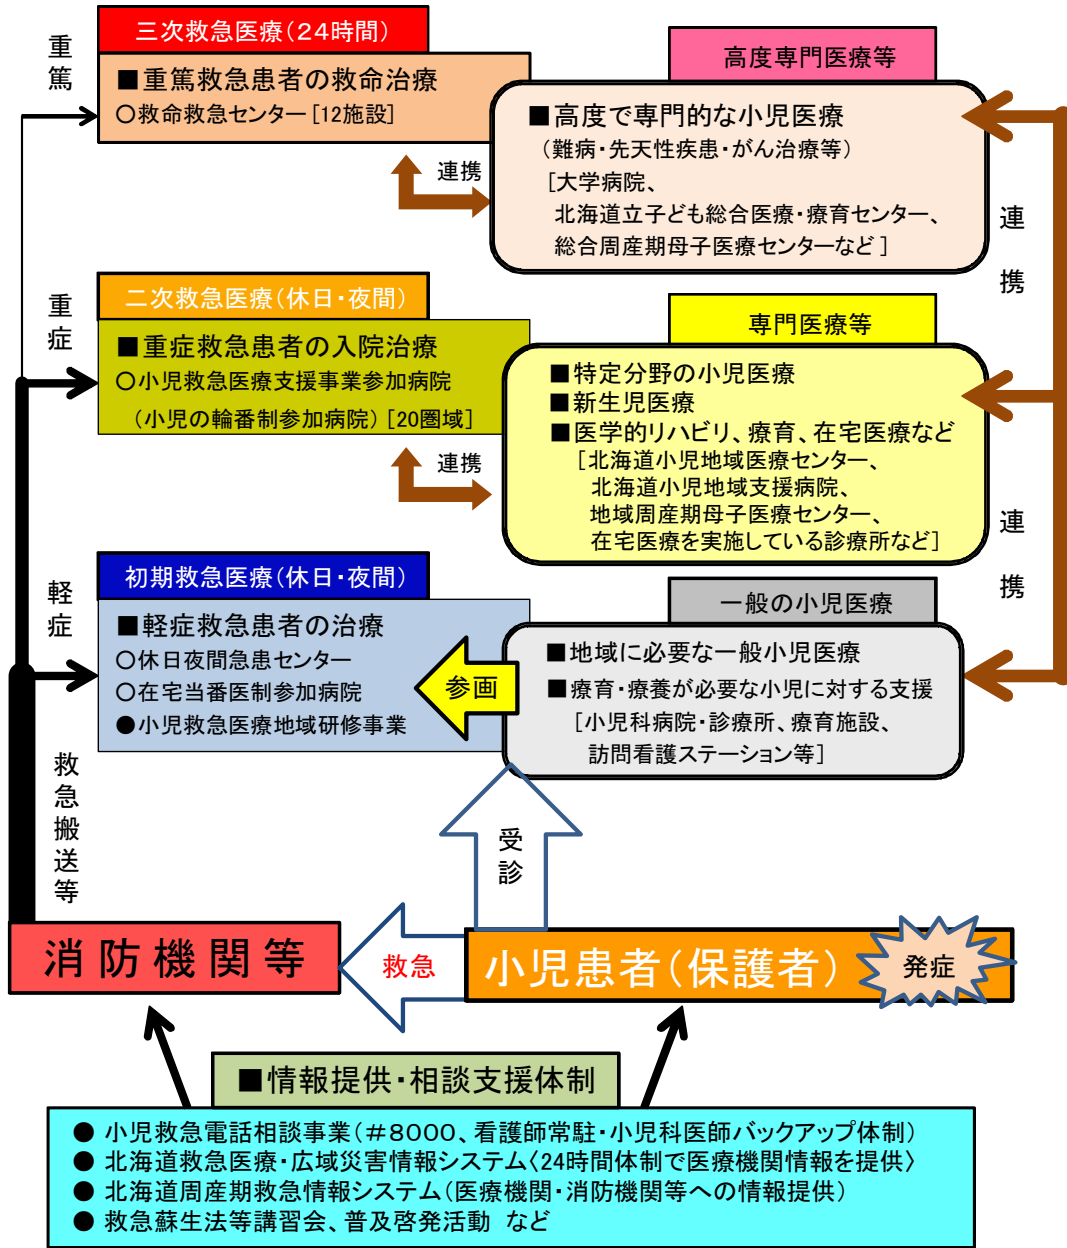 重篤
三次救急医療（２４時間）
■重篤救急患者の救命治療
○救命救急センター［12施設］
高度専門医療等
■高度で専門的な小児医療
（難病・先天性疾患・がん治療等）
［大学病院、
北海道立子ども総合医療・療育センター、
総合周産期母子医療センターなど］
連携
連携
重症
二次救急医療（休日・夜間）
■重症救急患者の入院治療
○小児救急医療支援事業参加病院
（小児の輪番制参加病院）［20圏域］
専門医療等
■特定分野の小児医療
■新生児医療
■医学的リハビリ、療育、在宅医療など
［北海道小児地域医療センター、
北海道小児地域支援病院、
地域周産期母子医療センター、
在宅医療を実施している診療所など］
連携
連携
軽症
初期救急医療（休日・夜間）
■軽症救急患者の治療
○休日夜間急患センター
○在宅当番医制参加病院
●小児救急医療地域研修事業
参画
一般の小児医療
■地域に必要な一般小児医療
■療育・療養が必要な小児に対する支援
［小児科病院・診療所、療育施設、
訪問看護ステーション等］
救急搬送等
受診
消防機関等
救急
小児患者（保護者）
発症
■情報提供・相談支援体制
● 小児救急電話相談事業（＃８０００、看護師常駐・小児科医師バックアップ体制）
● 北海道救急医療・広域災害情報システム〈24時間体制で医療機関情報を提供〉
● 北海道周産期救急情報システム（医療機関・消防機関等への情報提供）
● 救急蘇生法等講習会、普及啓発活動 など